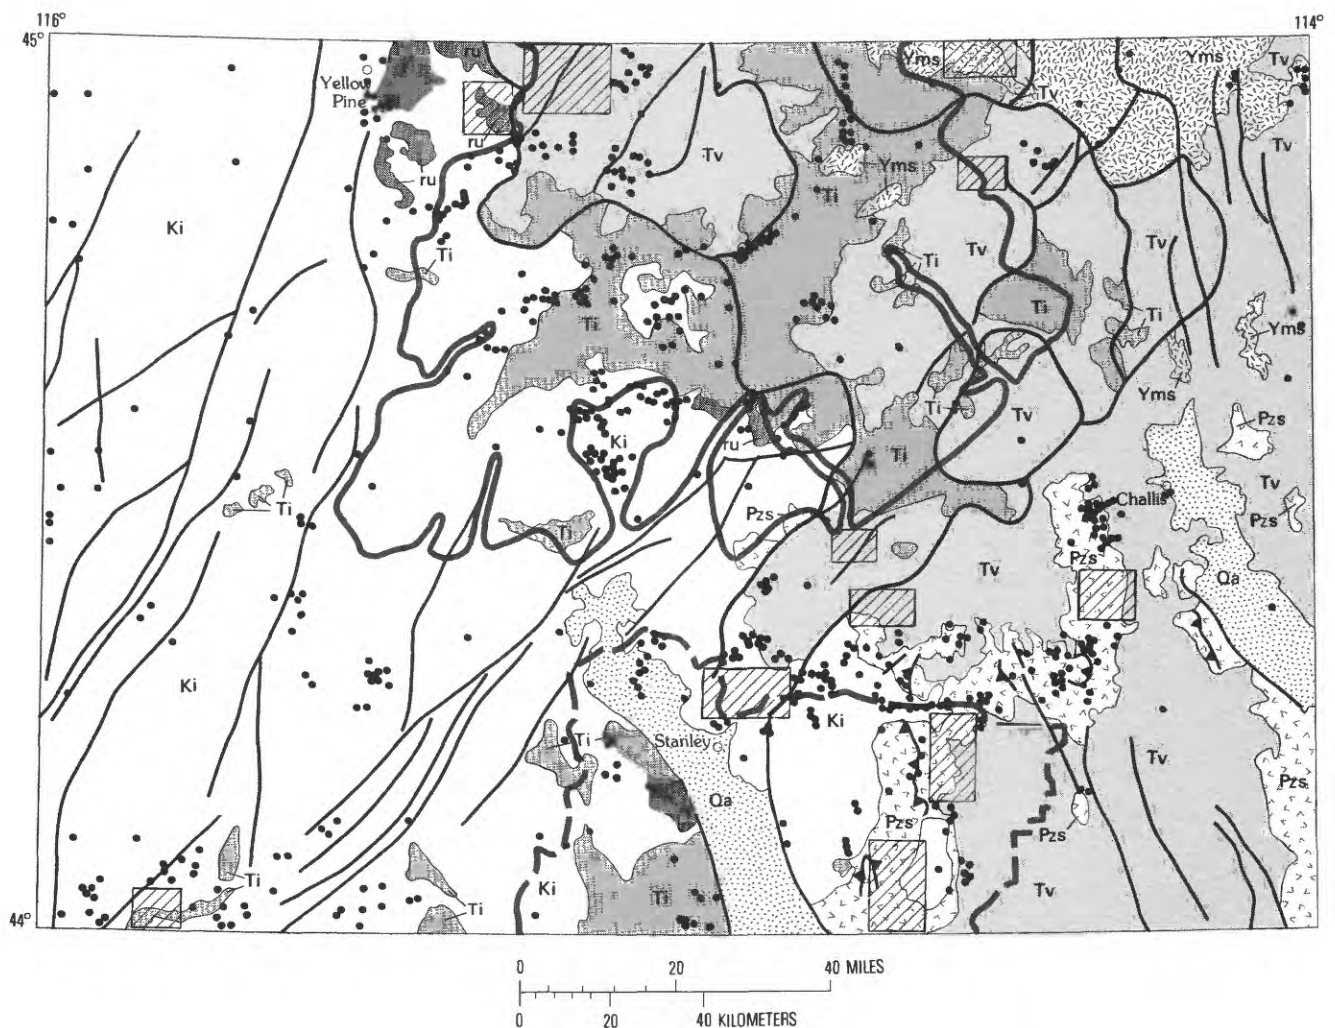 116°
114°
45°
Yellow
Pine
ru
Yms
Yms
Tv
Tv
ru
Tv
Yms
Tv
ru
Ti
Ki
Ti
Ti
Tv
Tv
Ti
Ti
Ti
Yms
Ti
Yms
Pzs
Ti
Tv
Ki
ru
Ti
Tv
Ti
Challis
Pzs
Pzs
Ti
Pzs
Tv
Qa
Ki
Ki
Ti
Stanley
Tv
Qa
Pzs
Pzs
Pzs
Ti
Ki
Ti
Tv
Ti
44°
0 20 40 MILES
0 20 40 KILOMETERS